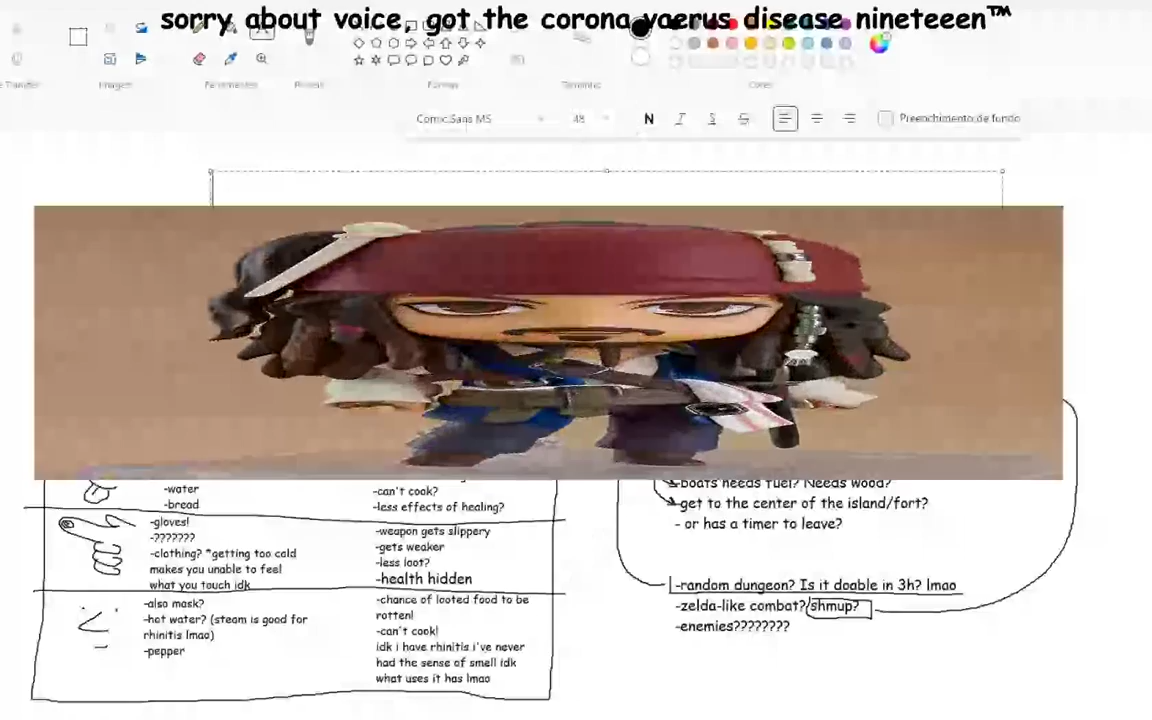 sorry about voice, got the corona vaerus disease nineteeen™
Imagem
Ferramentas
Formas
Tamanho
Cores
Comic Sans MS
48
N I S S
Preenchimento de fundo
-water
-bread
-can't cook?
-less effects of healing?
-gloves!
-???????
-clothing? *getting too cold
makes you unable to feel
what you touch idk
-weapon gets slippery
-gets weaker
-less loot?
-health hidden
-also mask?
-hot water? (steam is good for
rhinitis lmao)
-pepper
-chance of looted food to be
rotten!
-can't cook!
idk i have rhinitis i've never
had the sense of smell idk
what uses it has lmao
-boats needs fuel? Needs wood?
-get to the center of the island/fort?
- or has a timer to leave?
-random dungeon? Is it doable in 3h? lmao
-zelda-like combat?/shmup?
-enemies????????